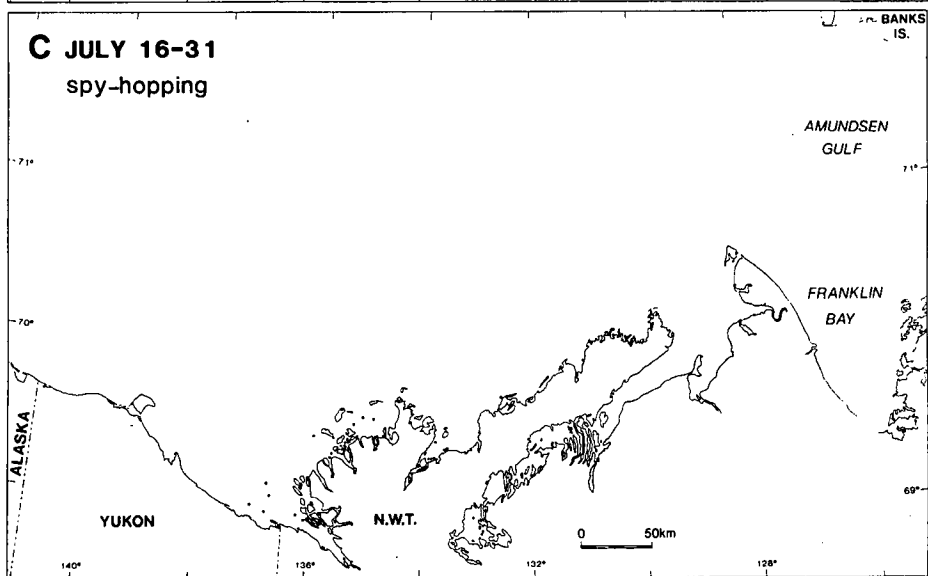 C JULY 16-31
spy-hopping
BANKS
IS.
AMUNDSEN
GULF
71°
71°
FRANKLIN
BAY
70°
ALASKA
69°
YUKON
N.W.T.
0 50km
140°
136°
132°
128°